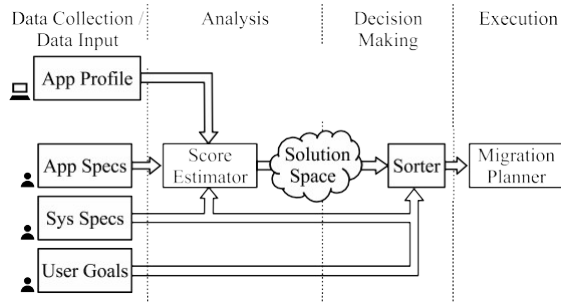 Data Collection /
Data Input
Analysis
Decision
Making
Execution
App Profile
App Specs
Score
Estimator
Solution
Space
Sorter
Migration
Planner
Sys Specs
User Goals